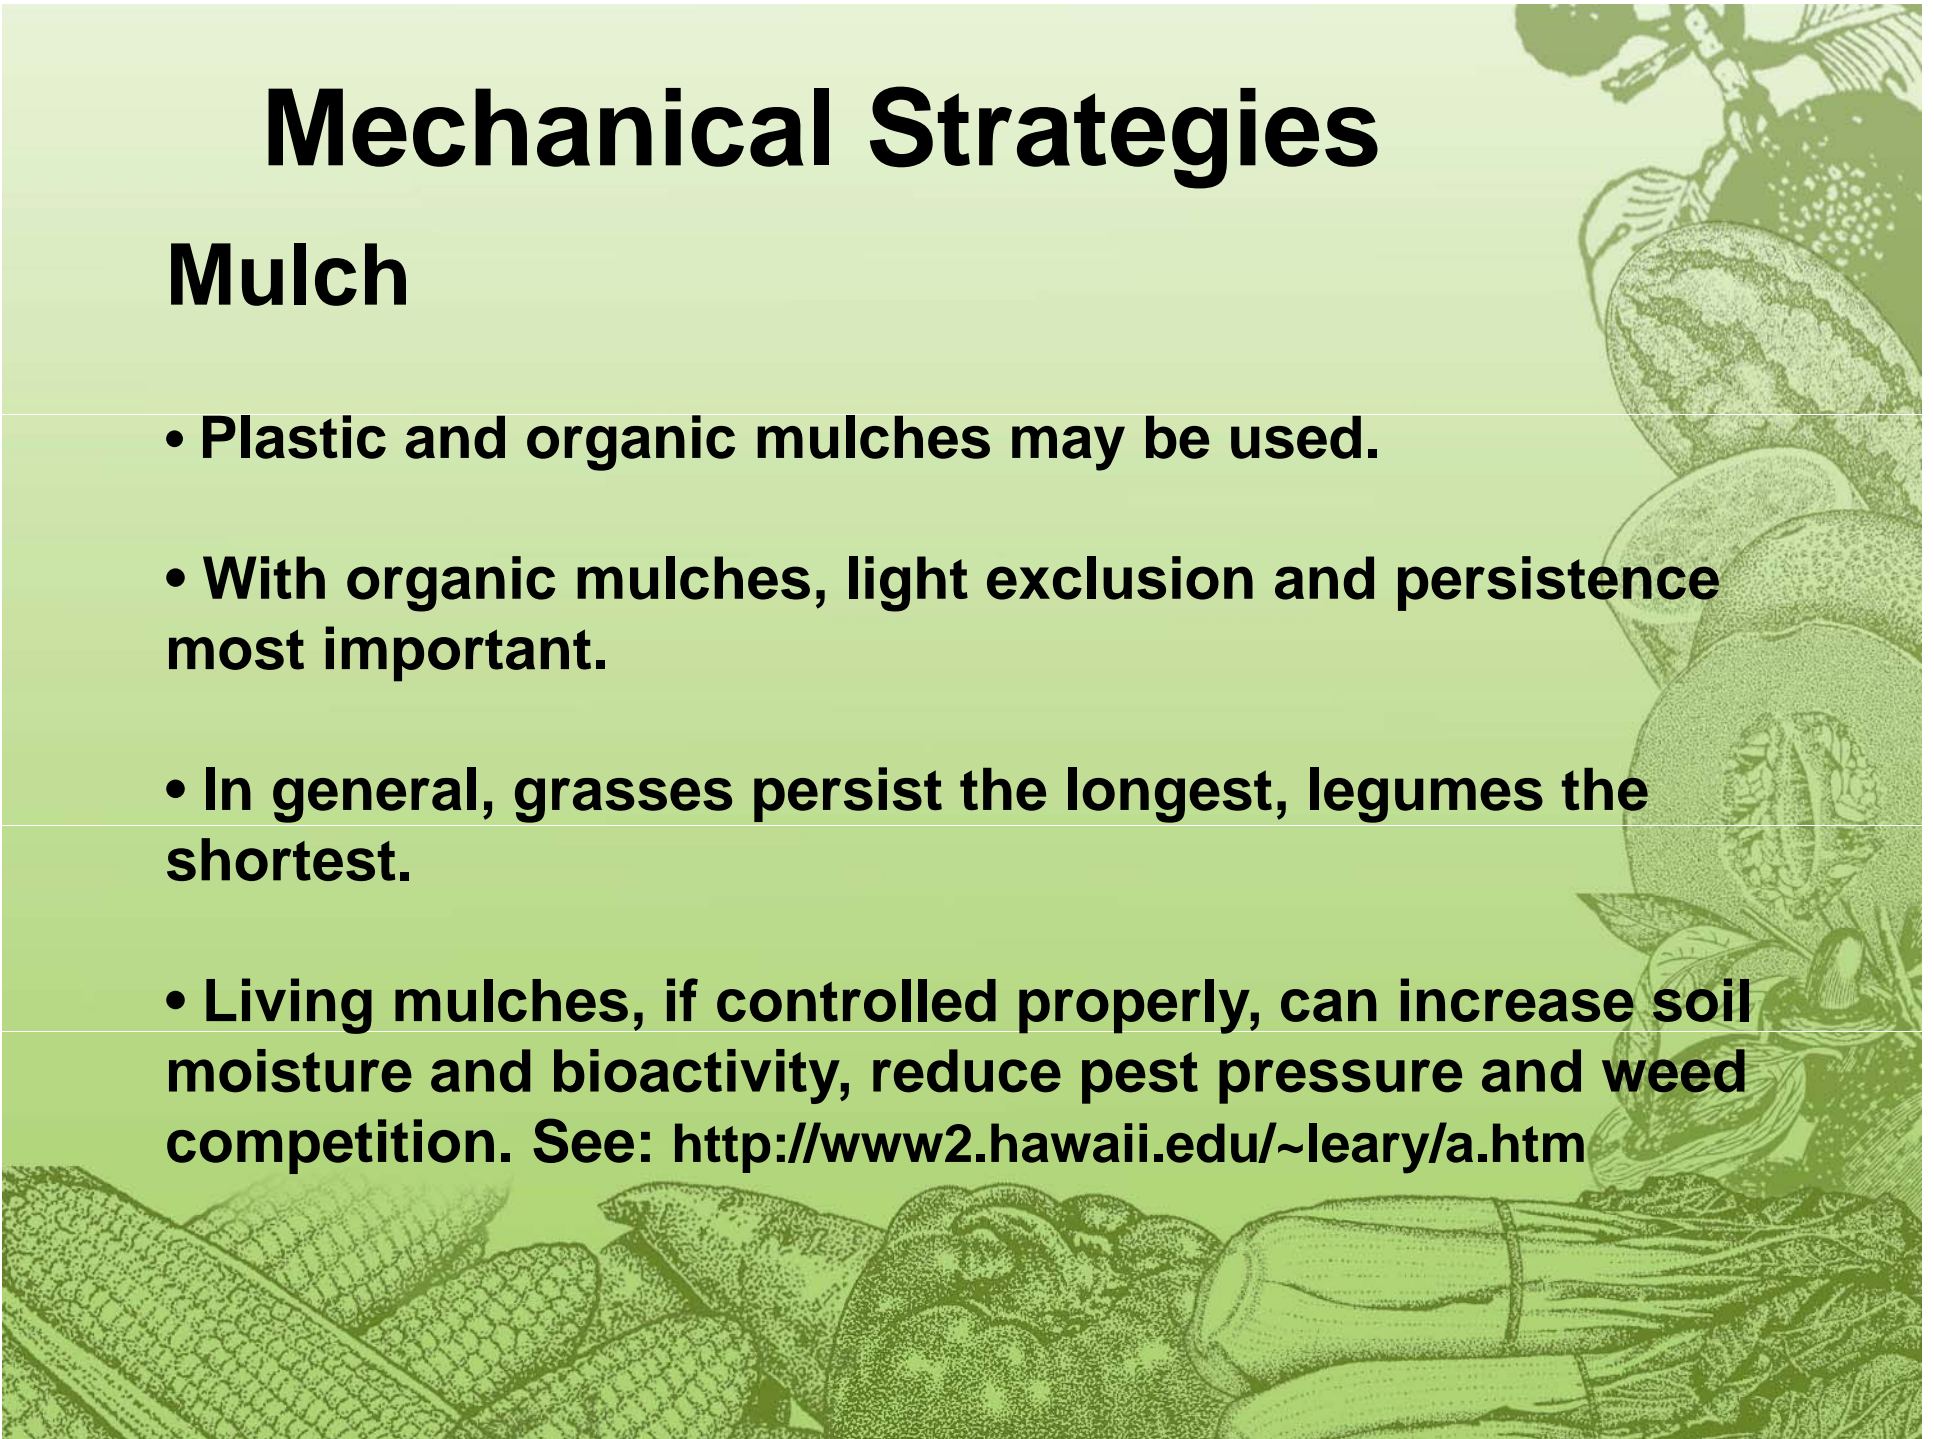 Mechanical Strategies
Mulch
• Plastic and organic mulches may be used.
• With organic mulches, light exclusion and persistence
most important.
• In general, grasses persist the longest, legumes the
shortest.
• Living mulches, if controlled properly, can increase soil
moisture and bioactivity, reduce pest pressure and weed
competition. See: http://www2.hawaii.edu/~leary/a.htm